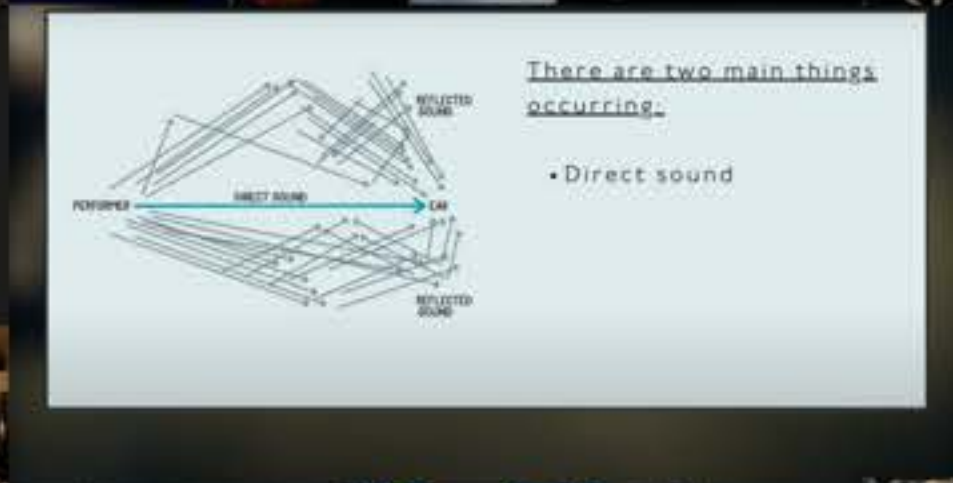 There are two main things
occurring:
• Direct sound
REFLECTED
SOUND
PERFORMER
DIRECT SOUND
EAR
REFLECTED
SOUND